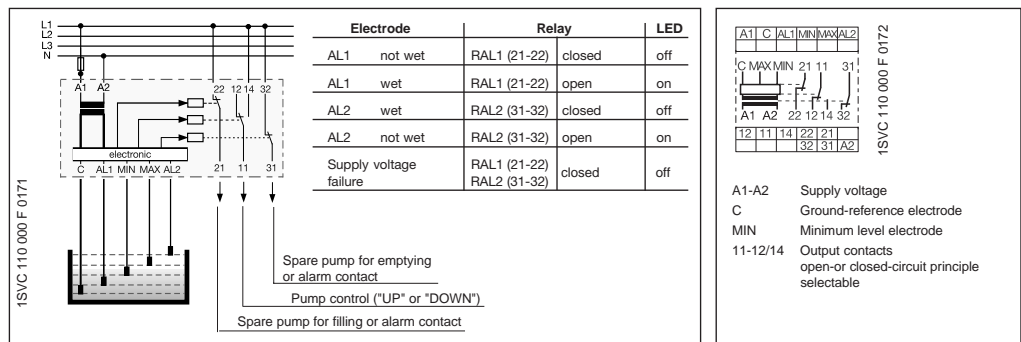 L1
L2
L3
N
A1 A2 22 12 14 32
electronic
C AL1 MIN MAX AL2 21 11 31
1SVC 110 000 F 0171
Electrode Relay LED
AL1 not wet RAL1 (21-22) closed off
AL1 wet RAL1 (21-22) open on
AL2 wet RAL2 (31-32) closed off
AL2 not wet RAL2 (31-32) open on
Supply voltage failure RAL1 (21-22) RAL2 (31-32) closed off
Spare pump for emptying
or alarm contact
Pump control ("UP" or "DOWN")
Spare pump for filling or alarm contact
A1 C AL1 MIN MAX AL2
C MAX MIN 21 11 31
A1 A2 22 12 14 32
12 11 14 22 21
32 31 A2
1SVC 110 000 F 0172
A1-A2 Supply voltage
C Ground-reference electrode
MIN Minimum level electrode
11-12/14 Output contacts
open-or closed-circuit principle
selectable